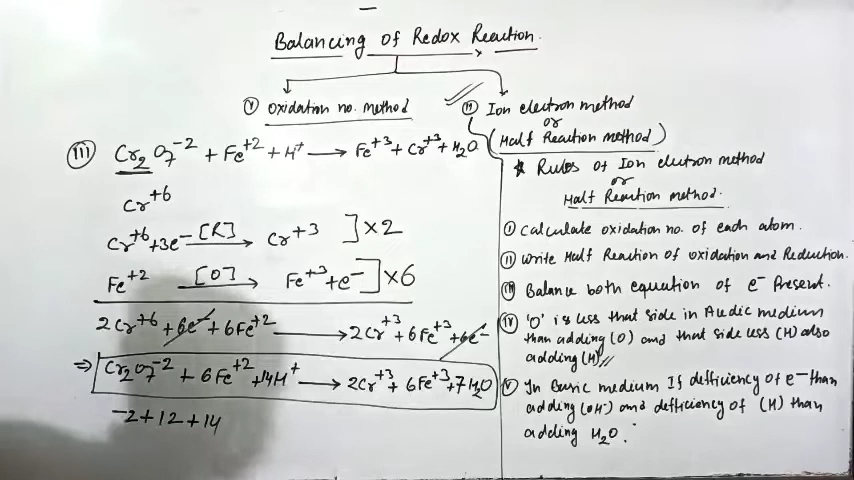 Balancing of Redox Reaction.
① Oxidation no. method
② Ion electron method
or
(Half Reaction method)
(III) Cr₂O₇⁻² + Fe⁺² + H⁺ ⟶ Fe⁺³ + Cr⁺³ + H₂O
Cr⁺⁶
Cr⁺⁶ + 3e⁻ [R]⟶ Cr⁺³ ] × 2
Fe⁺² [O]⟶ Fe⁺³ + e⁻ ] × 6
2Cr⁺⁶ + 6e⁻ + 6Fe⁺² ⟶ 2Cr⁺³ + 6Fe⁺³ + 6e⁻
⇒ Cr₂O₇⁻² + 6Fe⁺² + 14H⁺ ⟶ 2Cr⁺³ + 6Fe⁺³ + 7H₂O
-2 + 12 + 14
* Rules of Ion electron method
or
Half Reaction method.
(I) Calculate oxidation no. of each atom.
(II) Write Half Reaction of oxidation and Reduction.
(III) Balance both equation of e⁻ Present.
(IV) 'O' is less that side in Acidic medium
than adding (O) and that side less (H) also
adding (H)
(V) In Basic medium If defficiency of e⁻ than
adding (OH⁻) and defficiency of (H) than
adding H₂O.